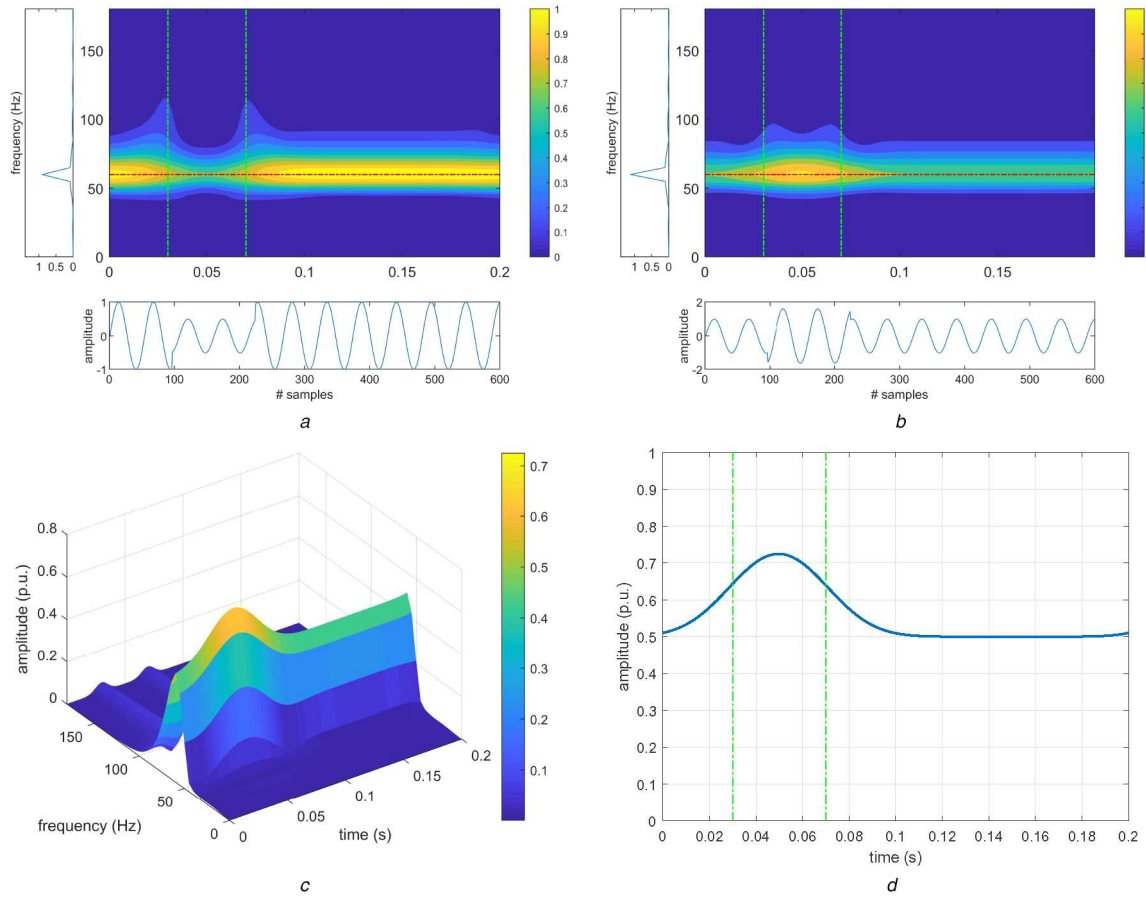 frequency (Hz)
1 0.5 0
150
100
50
0
0 0.05 0.1 0.15 0.2
1
0.9
0.8
0.7
0.6
0.5
0.4
0.3
0.2
0.1
0
amplitude
1
0
-1
0 100 200 300 400 500 600
# samples
a
frequency (Hz)
1 0.5 0
150
100
50
0
0 0.05 0.1 0.15
amplitude
2
0
-2
0 100 200 300 400 500 600
# samples
b
amplitude (p.u.)
0.8
0.6
0.4
0.2
0
150
100
50
0
frequency (Hz)
0
0.05
0.1
0.15
0.2
time (s)
0.7
0.6
0.5
0.4
0.3
0.2
0.1
c
amplitude (p.u.)
1
0.9
0.8
0.7
0.6
0.5
0.4
0.3
0.2
0.1
0
0 0.02 0.04 0.06 0.08 0.1 0.12 0.14 0.16 0.18 0.2
time (s)
d